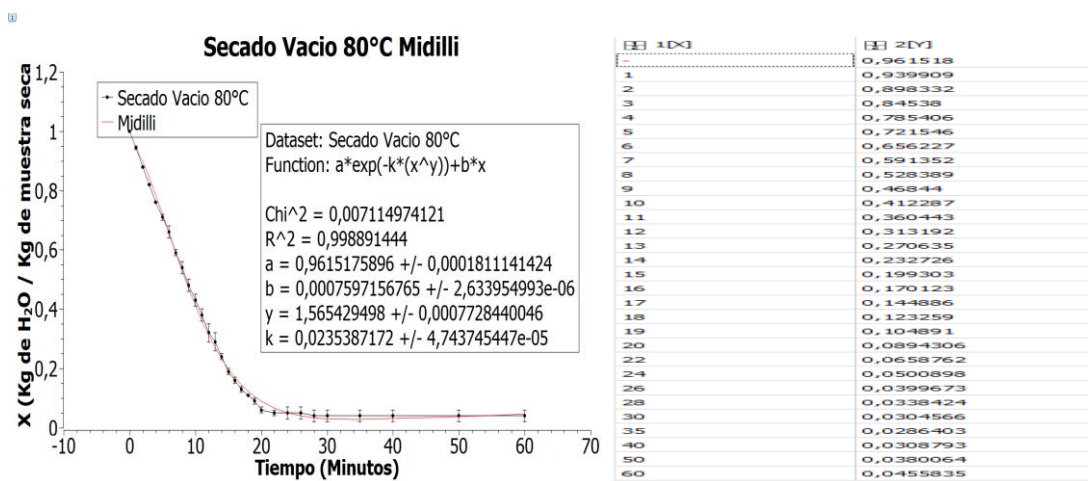 Secado Vacio 80°C Midilli
X (Kg de H₂O / Kg de muestra seca
1,2
1
0,8
0,6
0,4
0,2
0
Secado Vacio 80°C
Midilli
Dataset: Secado Vacio 80°C
Function: a*exp(-k*(x^y))+b*x
Chi^2 = 0,007114974121
R^2 = 0,998891444
a = 0,9615175896 +/- 0,0001811141424
b = 0,0007597156765 +/- 2,633954993e-06
y = 1,565429498 +/- 0,0007728440046
k = 0,0235387172 +/- 4,743745447e-05
-10 0 10 20 30 40 50 60 70
Tiempo (Minutos)
1[X] 2[Y]
- 0,961518
1 0,939909
2 0,898332
3 0,84538
4 0,785406
5 0,721546
6 0,656227
7 0,591352
8 0,528389
9 0,46844
10 0,412287
11 0,360443
12 0,313192
13 0,270635
14 0,232726
15 0,199303
16 0,170123
17 0,144886
18 0,123259
19 0,104891
20 0,0894306
22 0,0658762
24 0,0500898
26 0,0399673
28 0,0338424
30 0,0304566
35 0,0286403
40 0,0308793
50 0,0380064
60 0,0455835